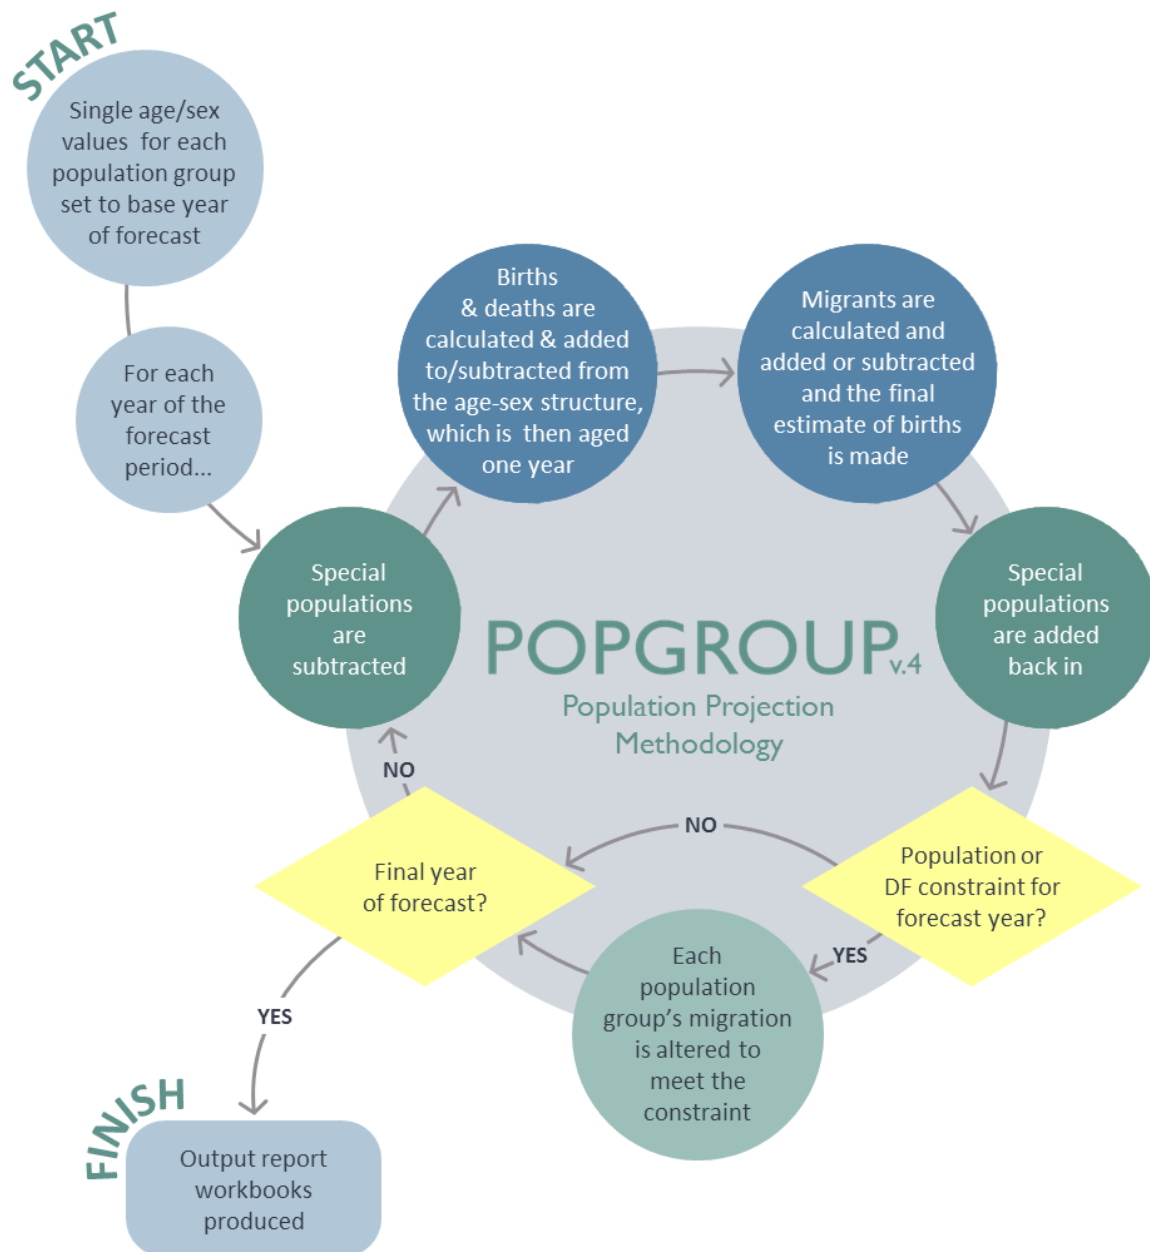 START
Single age/sex
values for each
population group
set to base year
of forecast
For each
year of the
forecast
period...
Special
populations
are
subtracted
Births
& deaths are
calculated & added
to/subtracted from
the age-sex structure,
which is then aged
one year
Migrants are
calculated and
added or subtracted
and the final
estimate of births
is made
Special
populations
are added
back in
POPGROUP v.4
Population Projection
Methodology
Population or
DF constraint for
forecast year?
NO
YES
Each
population
group's migration
is altered to
meet the
constraint
Final year
of forecast?
NO
YES
FINISH
Output report
workbooks
produced